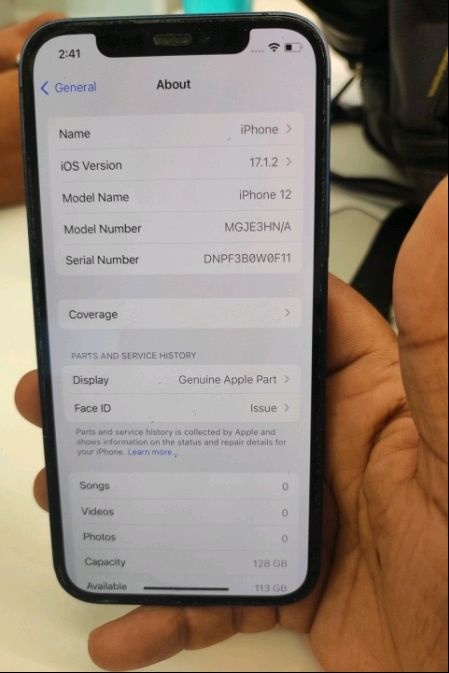 2:41
General
About
Name iPhone
iOS Version 17.1.2
Model Name iPhone 12
Model Number MGJE3HN/A
Serial Number DNPF3B0W0F11
Coverage
PARTS AND SERVICE HISTORY
Display Genuine Apple Part
Face ID Issue
Parts and service history is collected by Apple and
shows information on the status and repair details for
your iPhone. Learn more...
Songs 0
Videos 0
Photos 0
Capacity 128 GB
Available 113 GB